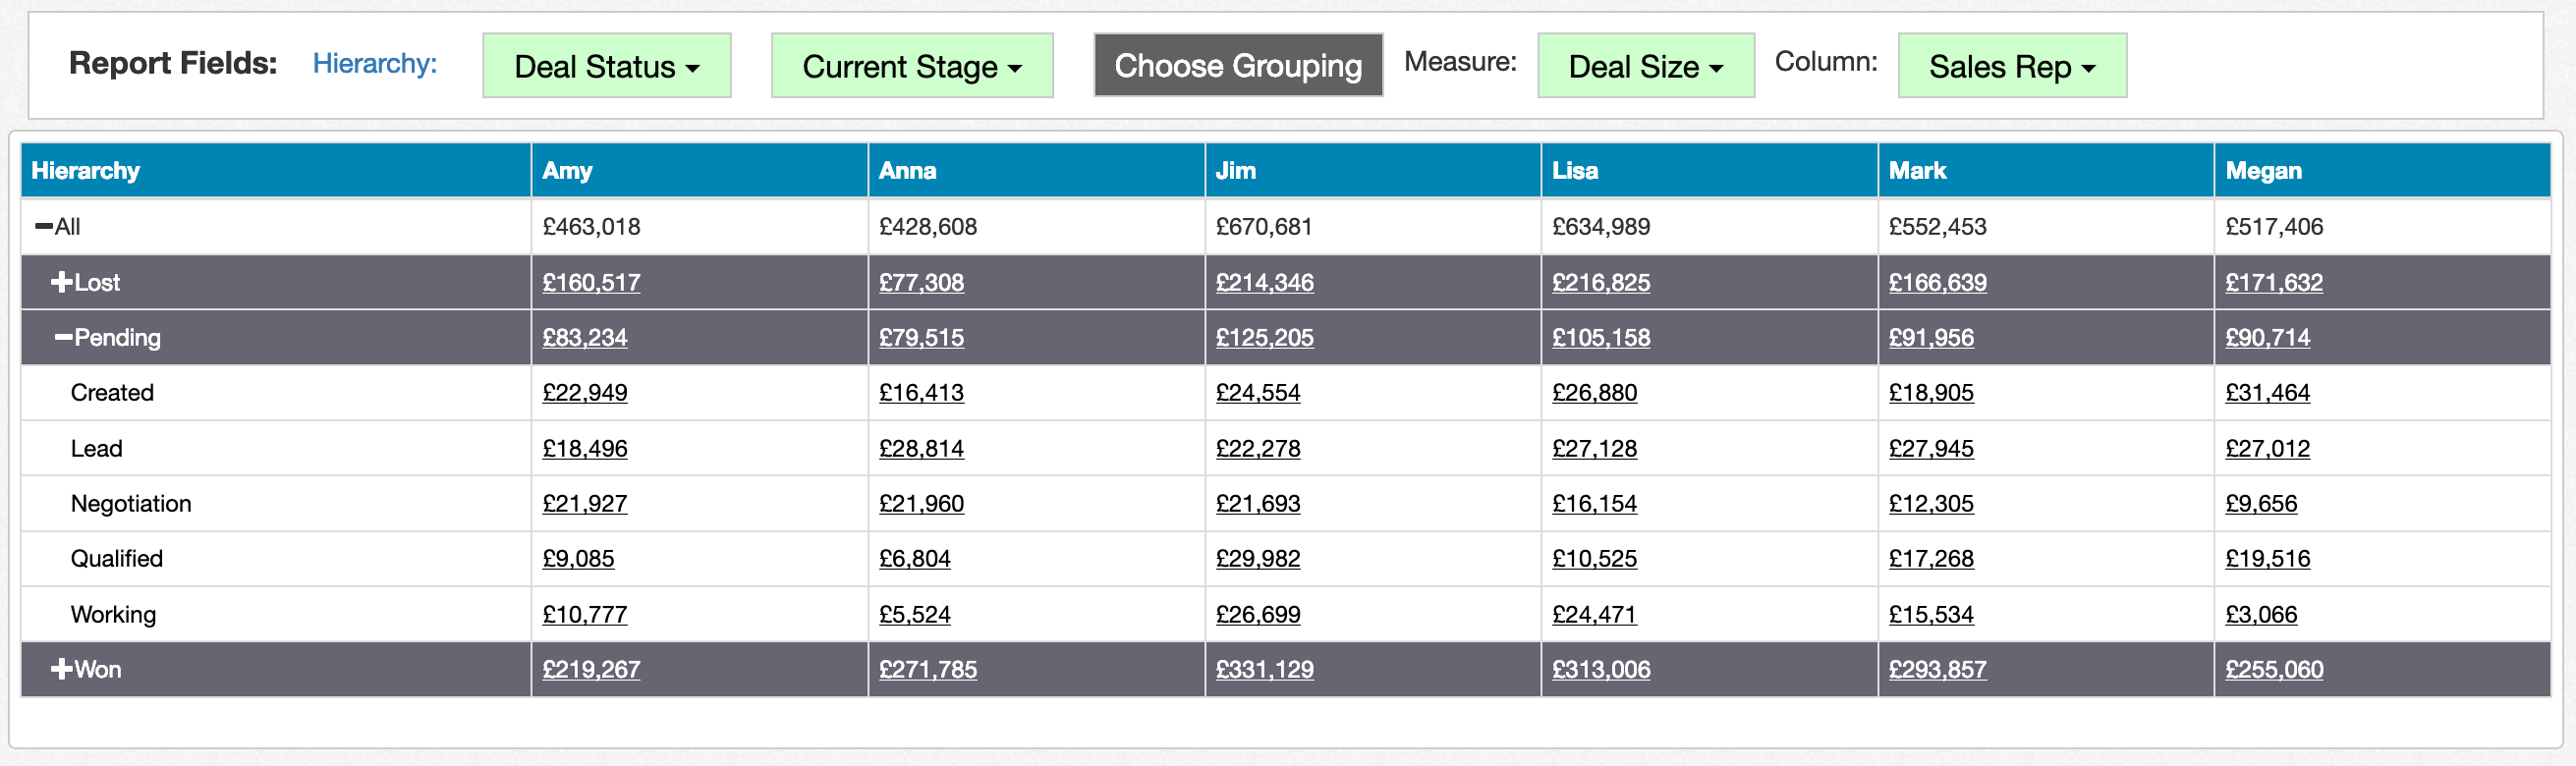 Report Fields: Hierarchy: Deal Status Current Stage Choose Grouping Measure: Deal Size Column: Sales Rep
Hierarchy Amy Anna Jim Lisa Mark Megan
All £463,018 £428,608 £670,681 £634,989 £552,453 £517,406
Lost £160,517 £77,308 £214,346 £216,825 £166,639 £171,632
Pending £83,234 £79,515 £125,205 £105,158 £91,956 £90,714
Created £22,949 £16,413 £24,554 £26,880 £18,905 £31,464
Lead £18,496 £28,814 £22,278 £27,128 £27,945 £27,012
Negotiation £21,927 £21,960 £21,693 £16,154 £12,305 £9,656
Qualified £9,085 £6,804 £29,982 £10,525 £17,268 £19,516
Working £10,777 £5,524 £26,699 £24,471 £15,534 £3,066
Won £219,267 £271,785 £331,129 £313,006 £293,857 £255,060